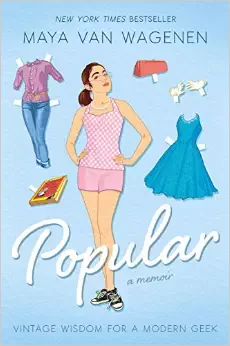 NEW YORK TIMES BESTSELLER
MAYA VAN WAGENEN
Popular
a memoir
VINTAGE WISDOM FOR A MODERN GEEK